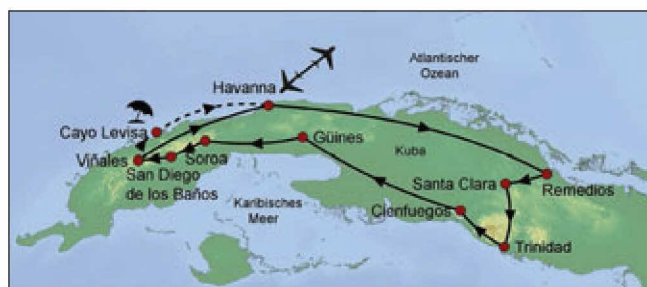 Atlantischer
Ozean
Havanna
Cayo Levisa
Güines
Viñales
Soroa
Kuba
San Diego
de los Baños
Santa Clara
Remedios
Karibisches
Meer
Cienfuegos
Trinidad